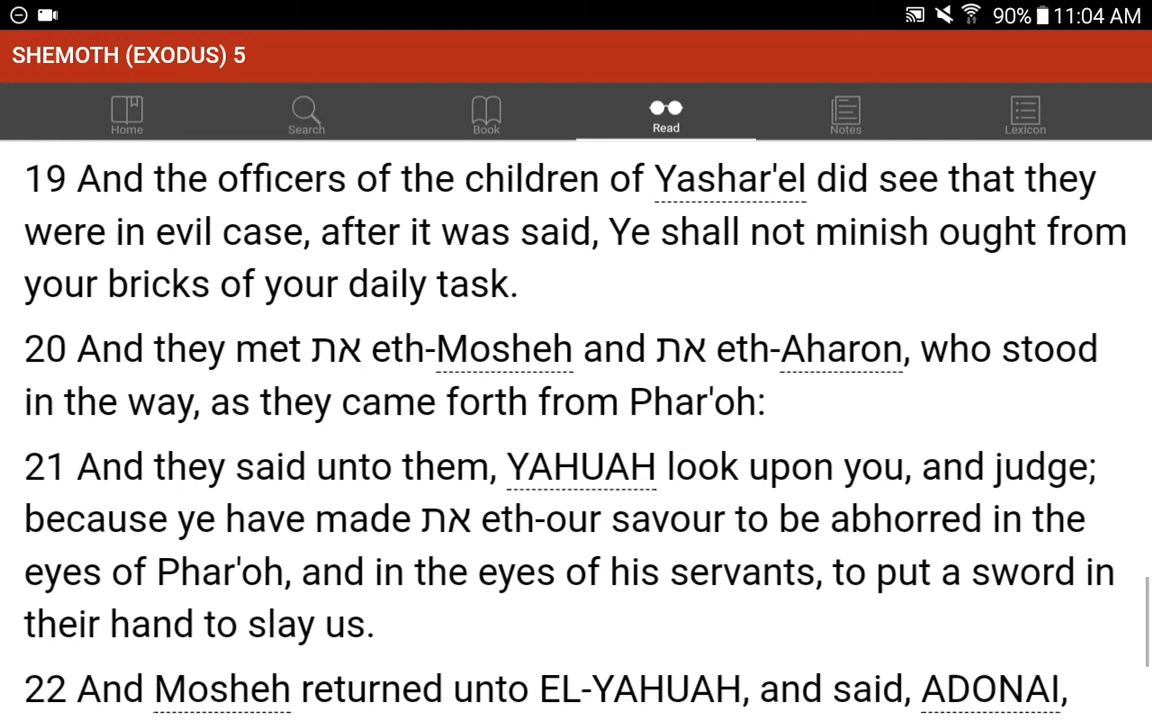 90% 11:04 AM
SHEMOTH (EXODUS) 5
Home Search Book Read Notes Lexicon
19 And the officers of the children of Yashar'el did see that they
were in evil case, after it was said, Ye shall not minish ought from
your bricks of your daily task.
20 And they met את eth-Mosheh and את eth-Aharon, who stood
in the way, as they came forth from Phar'oh:
21 And they said unto them, YAHUAH look upon you, and judge;
because ye have made את eth-our savour to be abhorred in the
eyes of Phar'oh, and in the eyes of his servants, to put a sword in
their hand to slay us.
22 And Mosheh returned unto EL-YAHUAH, and said, ADONAI,